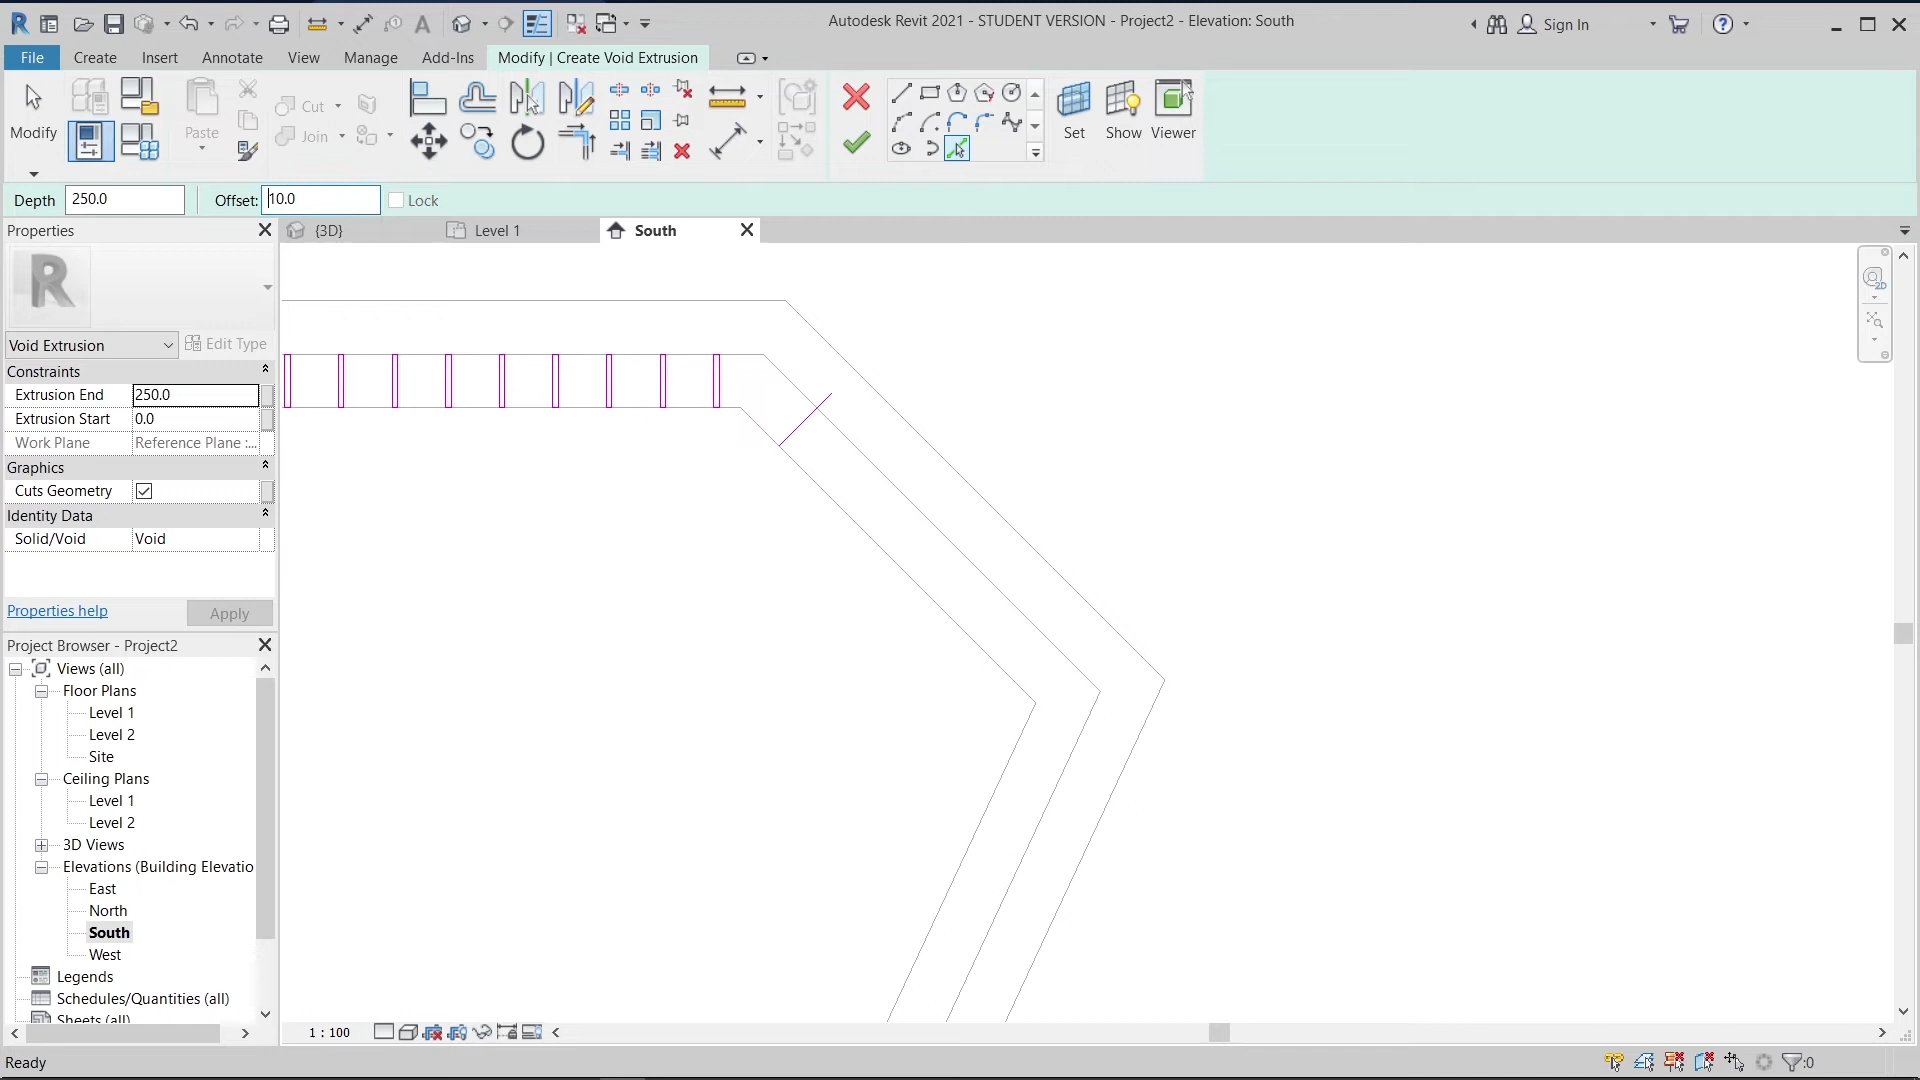 Autodesk Revit 2021 - STUDENT VERSION - Project2 - Elevation: South
Sign In
File Create Insert Annotate View Manage Add-Ins Modify | Create Void Extrusion
Modify
Paste
Cut
Join
Set Show Viewer
Depth 250.0 Offset: 10.0 Lock
Properties
{3D} Level 1 South
R
Void Extrusion Edit Type
Constraints
Extrusion End 250.0
Extrusion Start 0.0
Work Plane Reference Plane :...
Graphics
Cuts Geometry
Identity Data
Solid/Void Void
Properties help Apply
Project Browser - Project2
Views (all)
Floor Plans
Level 1
Level 2
Site
Ceiling Plans
Level 1
Level 2
3D Views
Elevations (Building Elevatio
East
North
South
West
Legends
Schedules/Quantities (all)
Sheets (all)
1 : 100
Ready
:0
2D